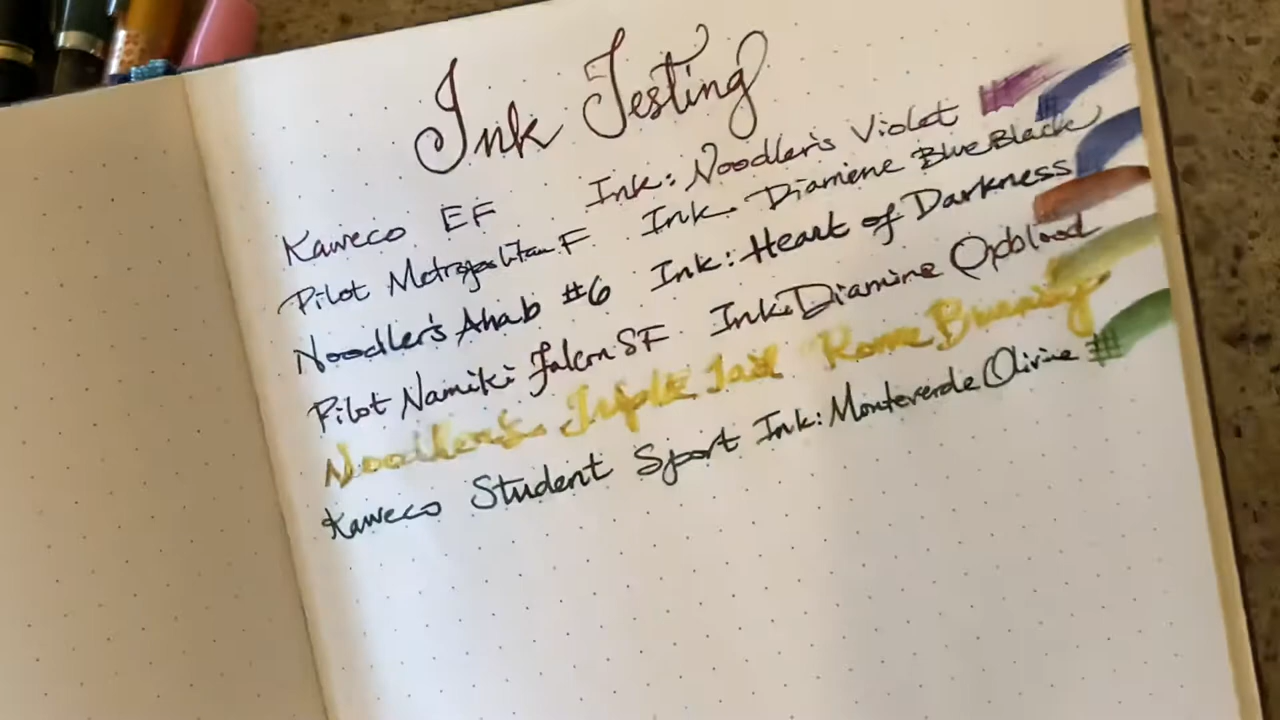 Ink Testing
Kaweco EF Ink: Noodler's Violet
Pilot Metropolitan F Ink. Diamene Blue Black
Noodler's Ahab #6 Ink: Heart of Darkness
Pilot Namiki Falcon SF Ink: Diamine Oxblood
Noodler's Triple Tail Rome Burning
Kaweco Student Sport Ink: Monteverde Olivine